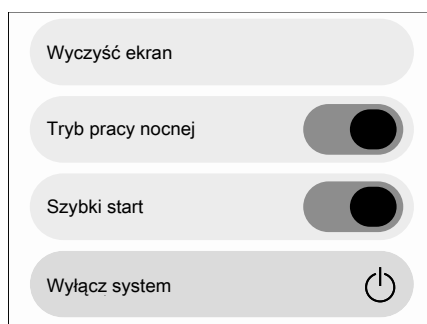 Wyczyść ekran
Tryb pracy nocnej
Szybki start
Wyłącz system